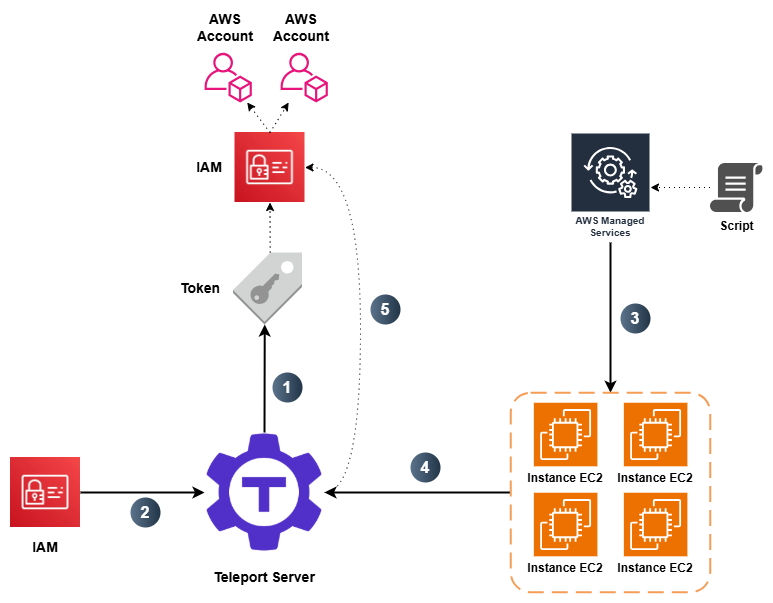 AWS
Account
AWS
Account
IAM
AWS Managed
Services
Script
Token
5
3
1
4
Instance EC2
Instance EC2
2
T
IAM
Teleport Server
Instance EC2
Instance EC2